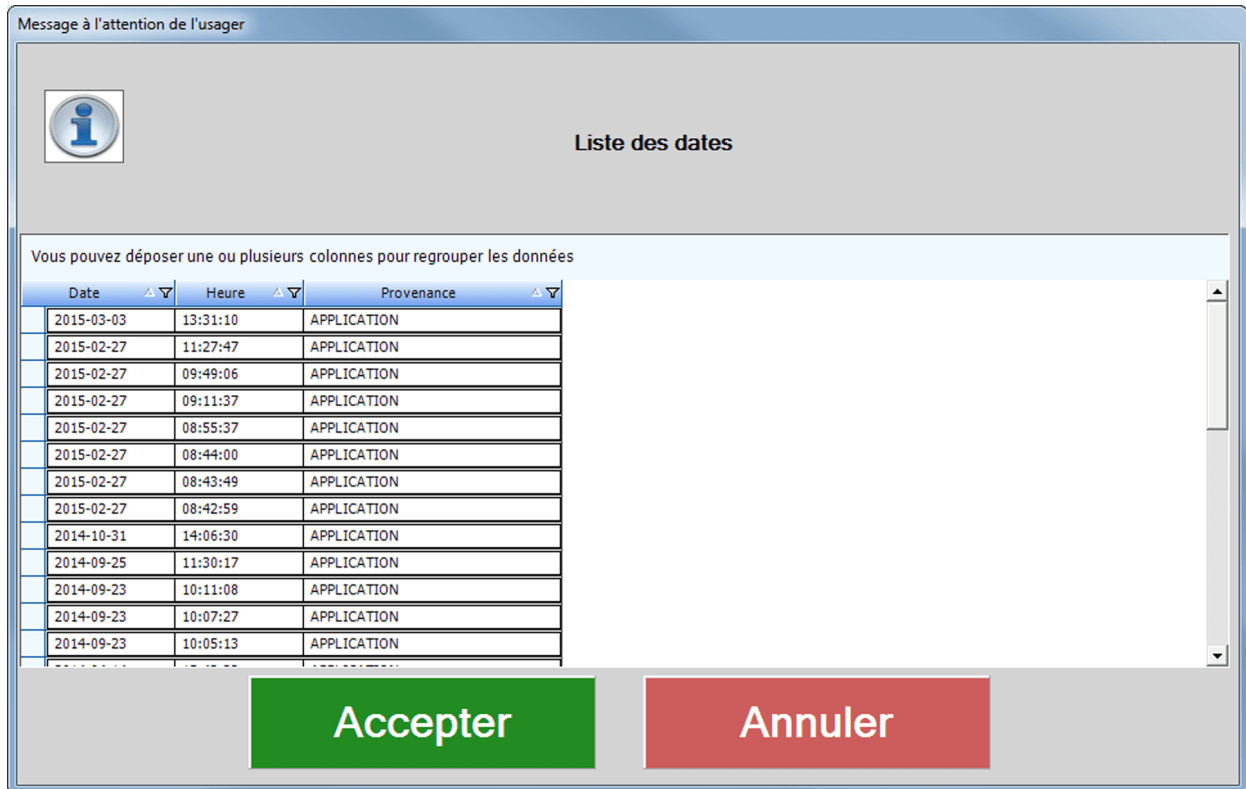 Message à l'attention de l'usager
Liste des dates
Vous pouvez déposer une ou plusieurs colonnes pour regrouper les données
Date Heure Provenance
2015-03-03 13:31:10 APPLICATION
2015-02-27 11:27:47 APPLICATION
2015-02-27 09:49:06 APPLICATION
2015-02-27 09:11:37 APPLICATION
2015-02-27 08:55:37 APPLICATION
2015-02-27 08:44:00 APPLICATION
2015-02-27 08:43:49 APPLICATION
2015-02-27 08:42:59 APPLICATION
2014-10-31 14:06:30 APPLICATION
2014-09-25 11:30:17 APPLICATION
2014-09-23 10:11:08 APPLICATION
2014-09-23 10:07:27 APPLICATION
2014-09-23 10:05:13 APPLICATION
Accepter Annuler